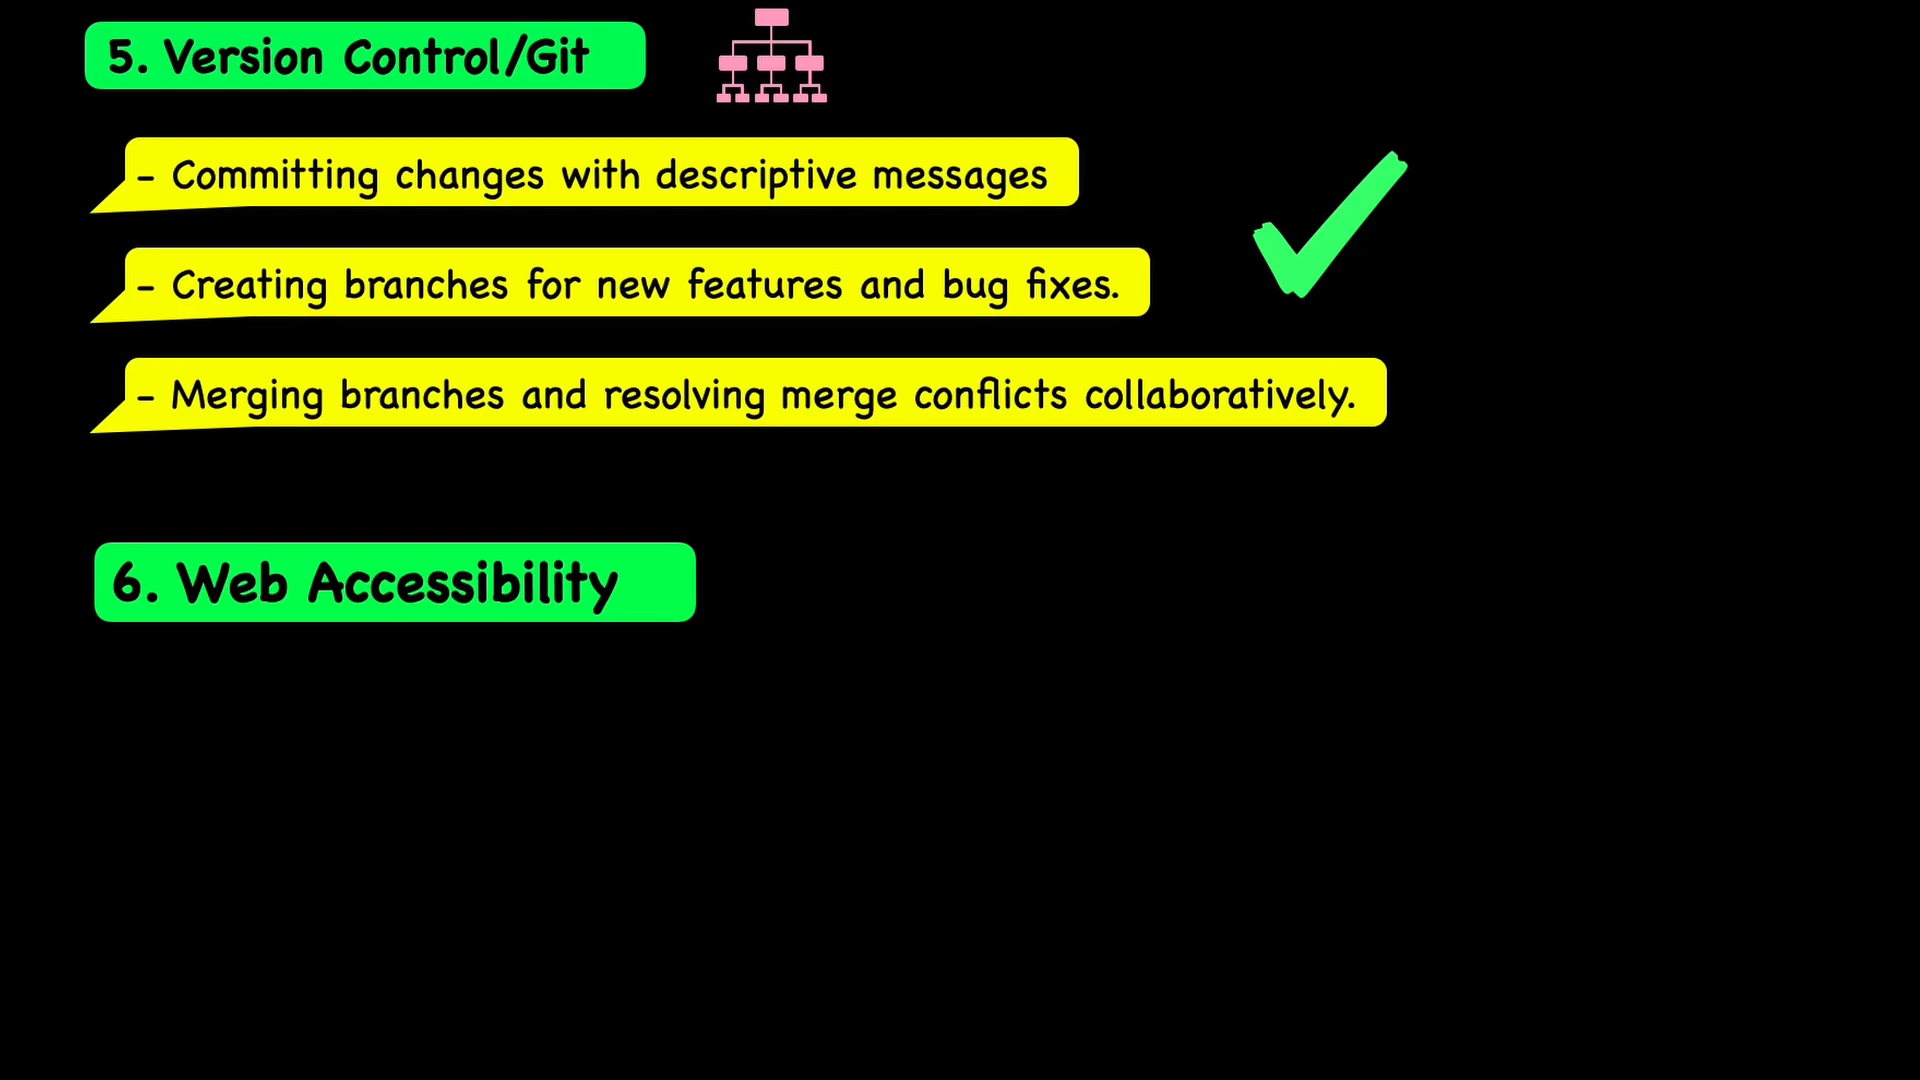 5. Version Control/Git
- Committing changes with descriptive messages
- Creating branches for new features and bug fixes.
- Merging branches and resolving merge conflicts collaboratively.
6. Web Accessibility